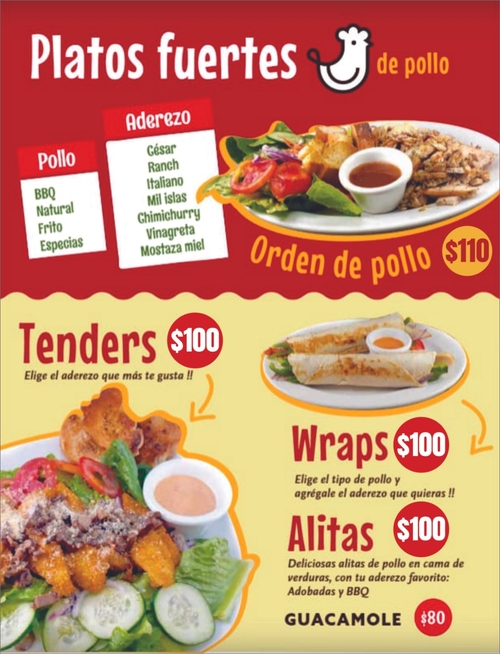 Platos fuertes de pollo
Pollo
BBQ
Natural
Frito
Especias
Aderezo
César
Ranch
Italiano
Mil islas
Chimichurry
Vinagreta
Mostaza miel
Orden de pollo $110
Tenders $100
Elige el aderezo que más te gusta !!
Wraps $100
Elige el tipo de pollo y
agrégale el aderezo que quieras !!
Alitas $100
Deliciosas alitas de pollo en cama de
verduras, con tu aderezo favorito:
Adobadas y BBQ
GUACAMOLE $80